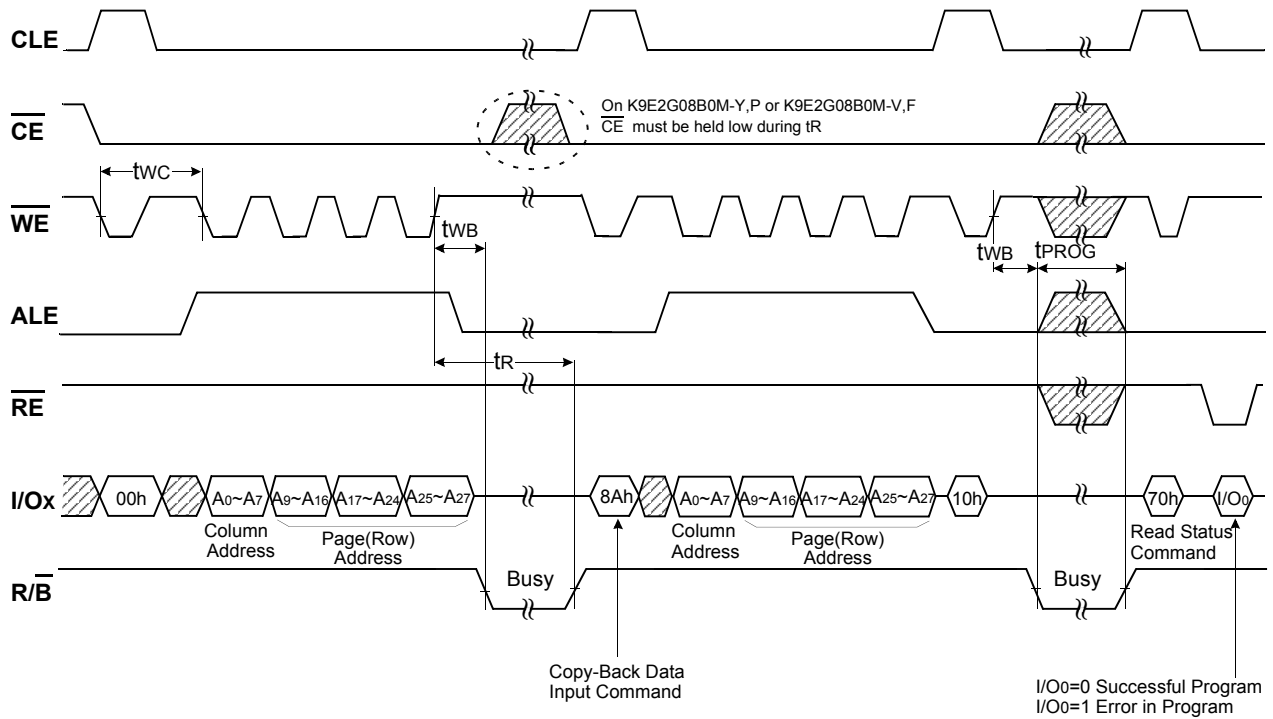 CLE
On K9E2G08B0M-Y,P or K9E2G08B0M-V,F
CE must be held low during tR
CE
tWC
WE
tWB
tWB
tPROG
ALE
tR
RE
I/Ox
00h
A0~A7
A9~A16
A17~A24
A25~A27
8Ah
A0~A7
A9~A16
A17~A24
A25~A27
10h
70h
I/O0
Column
Address
Page(Row)
Address
Column
Address
Page(Row)
Address
Read Status
Command
R/B
Busy
Busy
Copy-Back Data
Input Command
I/O0=0 Successful Program
I/O0=1 Error in Program